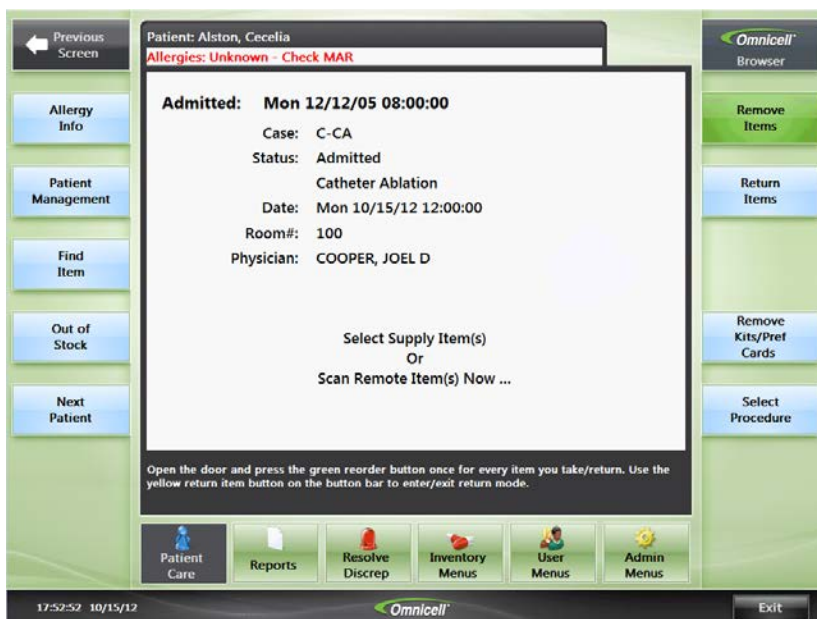 Previous
Screen
Patient: Alston, Cecelia
Allergies: Unknown - Check MAR
Omnicell
Browser
Allergy
Info
Patient
Management
Find
Item
Out of
Stock
Next
Patient
Admitted: Mon 12/12/05 08:00:00
Case: C-CA
Status: Admitted
Catheter Ablation
Date: Mon 10/15/12 12:00:00
Room#: 100
Physician: COOPER, JOEL D
Select Supply Item(s)
Or
Scan Remote Item(s) Now ...
Remove
Items
Return
Items
Remove
Kits/Pref
Cards
Select
Procedure
Open the door and press the green reorder button once for every item you take/return. Use the
yellow return item button on the button bar to enter/exit return mode.
Patient
Care
Reports
Resolve
Discrep
Inventory
Menus
User
Menus
Admin
Menus
17:52:52 10/15/12
Omnicell
Exit